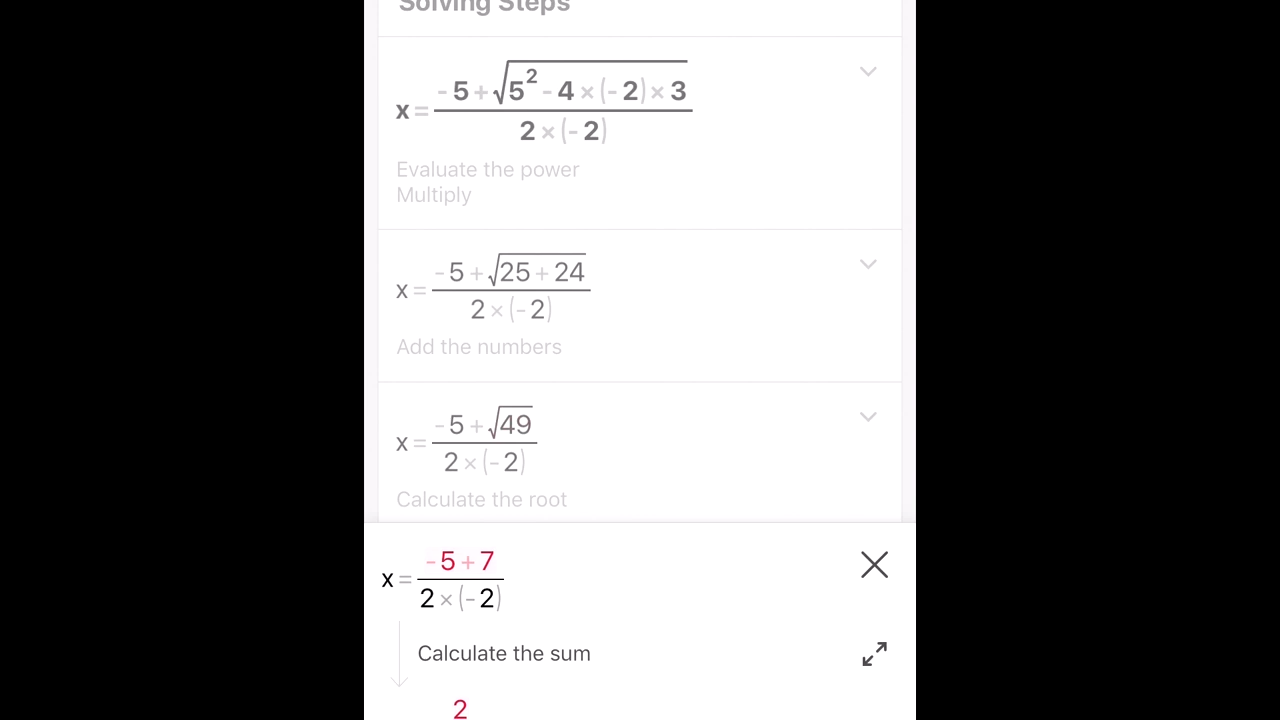 Solving Steps
x = (-5 + √(5² - 4 × (-2) × 3)) / (2 × (-2))
Evaluate the power
Multiply
x = (-5 + √(25 + 24)) / (2 × (-2))
Add the numbers
x = (-5 + √49) / (2 × (-2))
Calculate the root
x = (-5 + 7) / (2 × (-2))
Calculate the sum
2